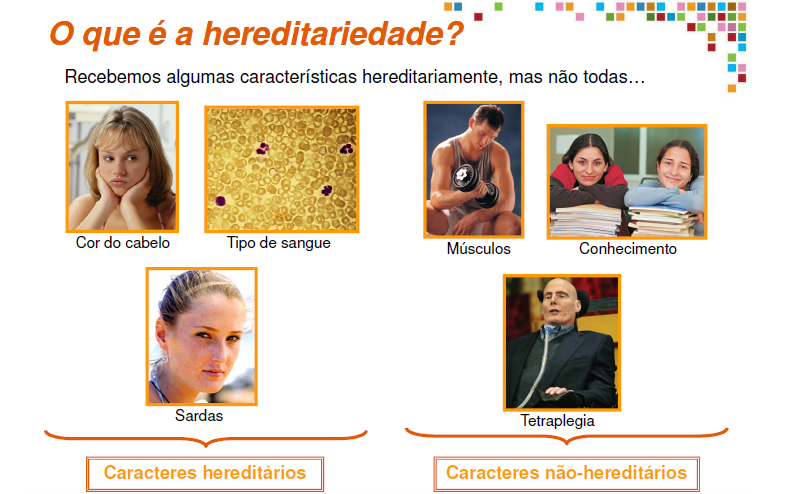 O que é a hereditariedade?
Recebemos algumas características hereditariamente, mas não todas…
Cor do cabelo
Tipo de sangue
Músculos
Conhecimento
Sardas
Tetraplegia
Caracteres hereditários
Caracteres não-hereditários